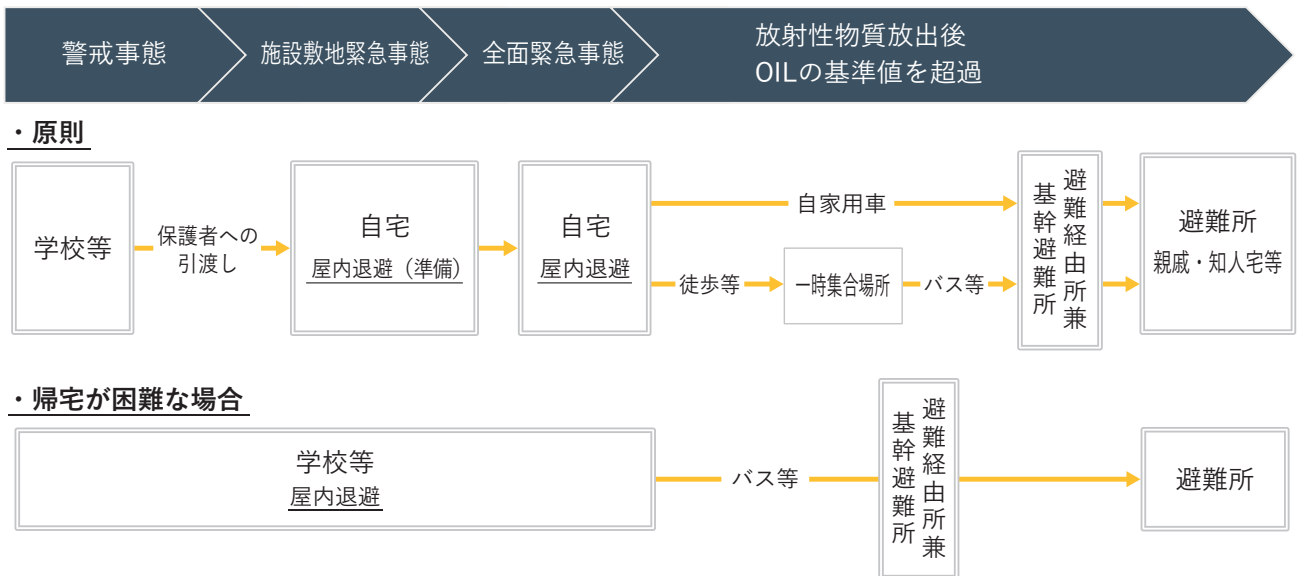 警戒事態
施設敷地緊急事態
全面緊急事態
放射性物質放出後
OILの基準値を超過
・原則
学校等
保護者への
引渡し
自宅
屋内退避（準備）
自宅
屋内退避
自家用車
徒歩等
一時集合場所
バス等
避難経由所兼
基幹避難所
避難所
親戚・知人宅等
・帰宅が困難な場合
学校等
屋内退避
バス等
避難経由所兼
基幹避難所
避難所